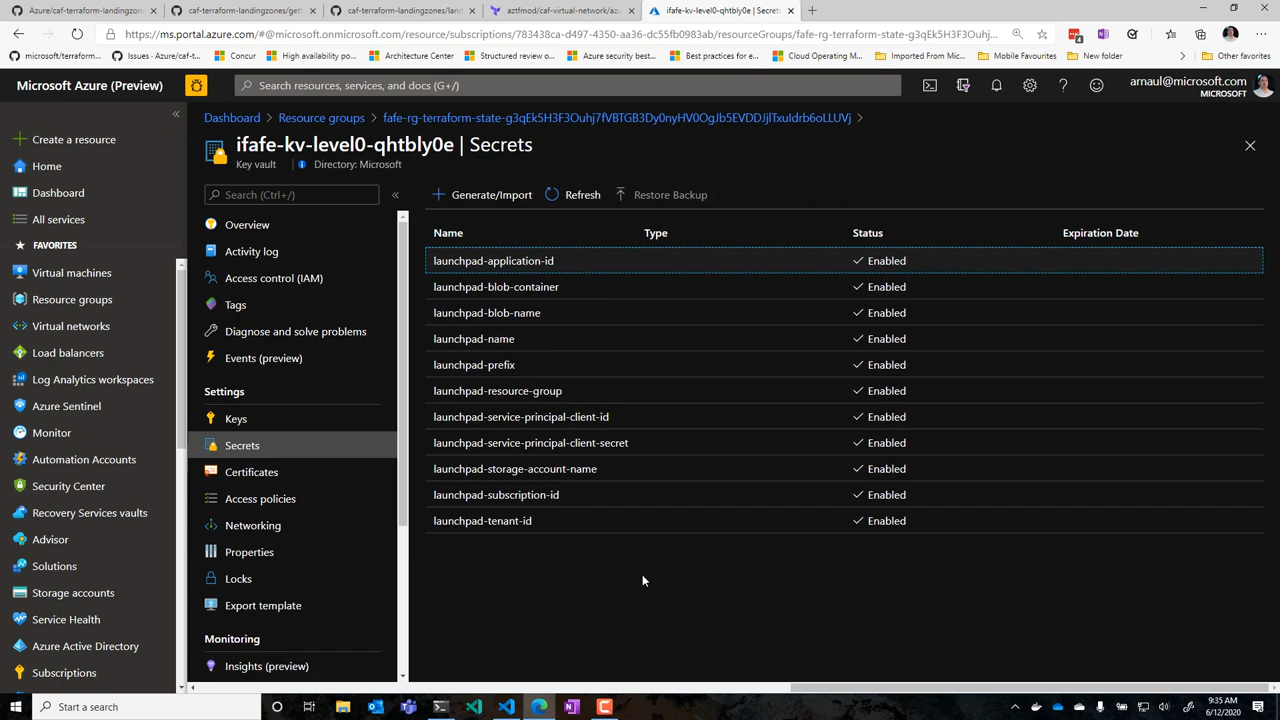 Azure/caf-terraform-landingzone
caf-terraform-landingzones/gett
caf-terraform-landingzones/land
aztfmod/caf-virtual-network/azu
ifafe-kv-level0-qhtbly0e | Secrets
https://ms.portal.azure.com/#@microsoft.onmicrosoft.com/resource/subscriptions/783438ca-d497-4350-aa36-dc55fb0983ab/resourceGroups/fafe-rg-terraform-state-g3qEk5H3F3Ouhj...
microsoft/terraform...
Issues · Azure/caf-t...
Concur
High availability po...
Architecture Center
Structured review o...
Azure security best...
Best practices for e...
Cloud Operating M...
Imported From Mic...
Mobile Favourites
New folder
Other favorites
Microsoft Azure (Preview)
Search resources, services, and docs (G+/)
arnaul@microsoft.com
MICROSOFT
Create a resource
Home
Dashboard
All services
FAVORITES
Virtual machines
Resource groups
Virtual networks
Load balancers
Log Analytics workspaces
Azure Sentinel
Monitor
Automation Accounts
Security Center
Recovery Services vaults
Advisor
Solutions
Storage accounts
Service Health
Azure Active Directory
Subscriptions
Dashboard > Resource groups > fafe-rg-terraform-state-g3qEk5H3F3Ouhj7fVBTGB3Dy0nyHV0OgJb5EVDDJjlTxuldrb6oLLUVj >
ifafe-kv-level0-qhtbly0e | Secrets
Key vault
Directory: Microsoft
Search (Ctrl+/)
Overview
Activity log
Access control (IAM)
Tags
Diagnose and solve problems
Events (preview)
Settings
Keys
Secrets
Certificates
Access policies
Networking
Properties
Locks
Export template
Monitoring
Insights (preview)
Generate/Import
Refresh
Restore Backup
Name Type Status Expiration Date
launchpad-application-id Enabled
launchpad-blob-container Enabled
launchpad-blob-name Enabled
launchpad-name Enabled
launchpad-prefix Enabled
launchpad-resource-group Enabled
launchpad-service-principal-client-id Enabled
launchpad-service-principal-client-secret Enabled
launchpad-storage-account-name Enabled
launchpad-subscription-id Enabled
launchpad-tenant-id Enabled
Start a search
9:35 AM
6/12/2020